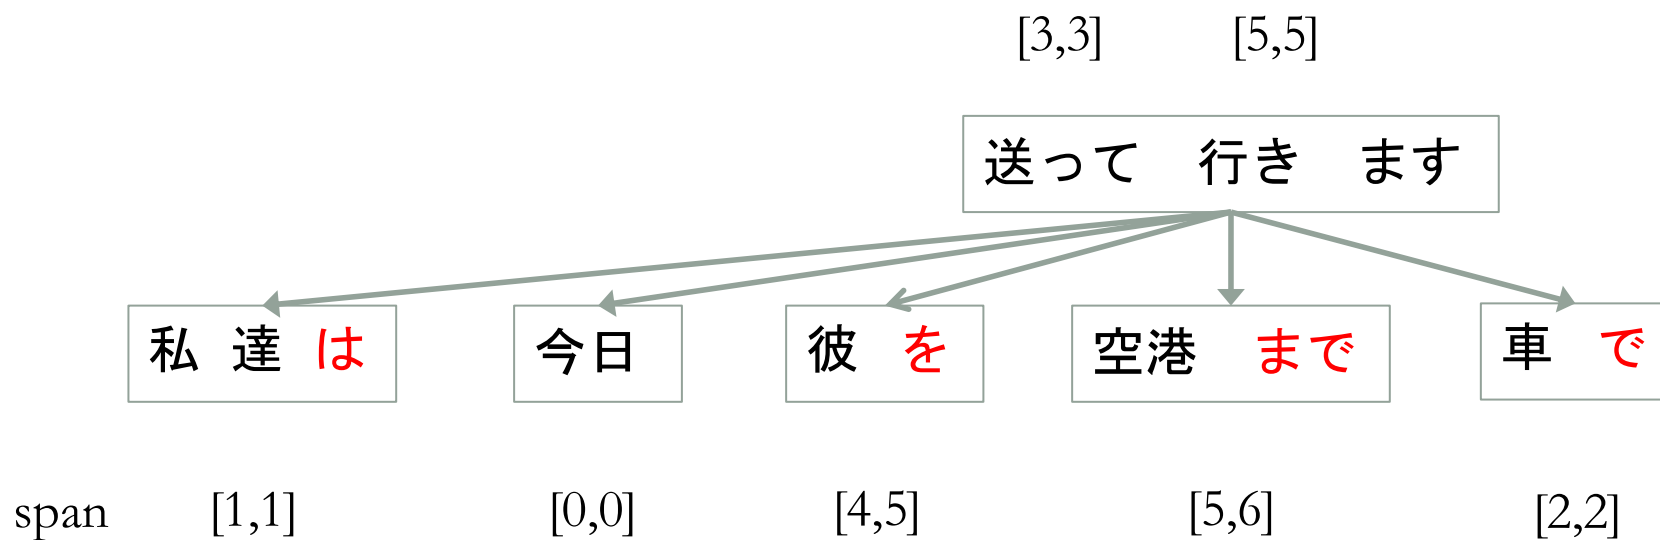 [3,3] [5,5]
送って 行き ます
私 達 は 今日 彼 を 空港 まで 車 で
span [1,1] [0,0] [4,5] [5,6] [2,2]